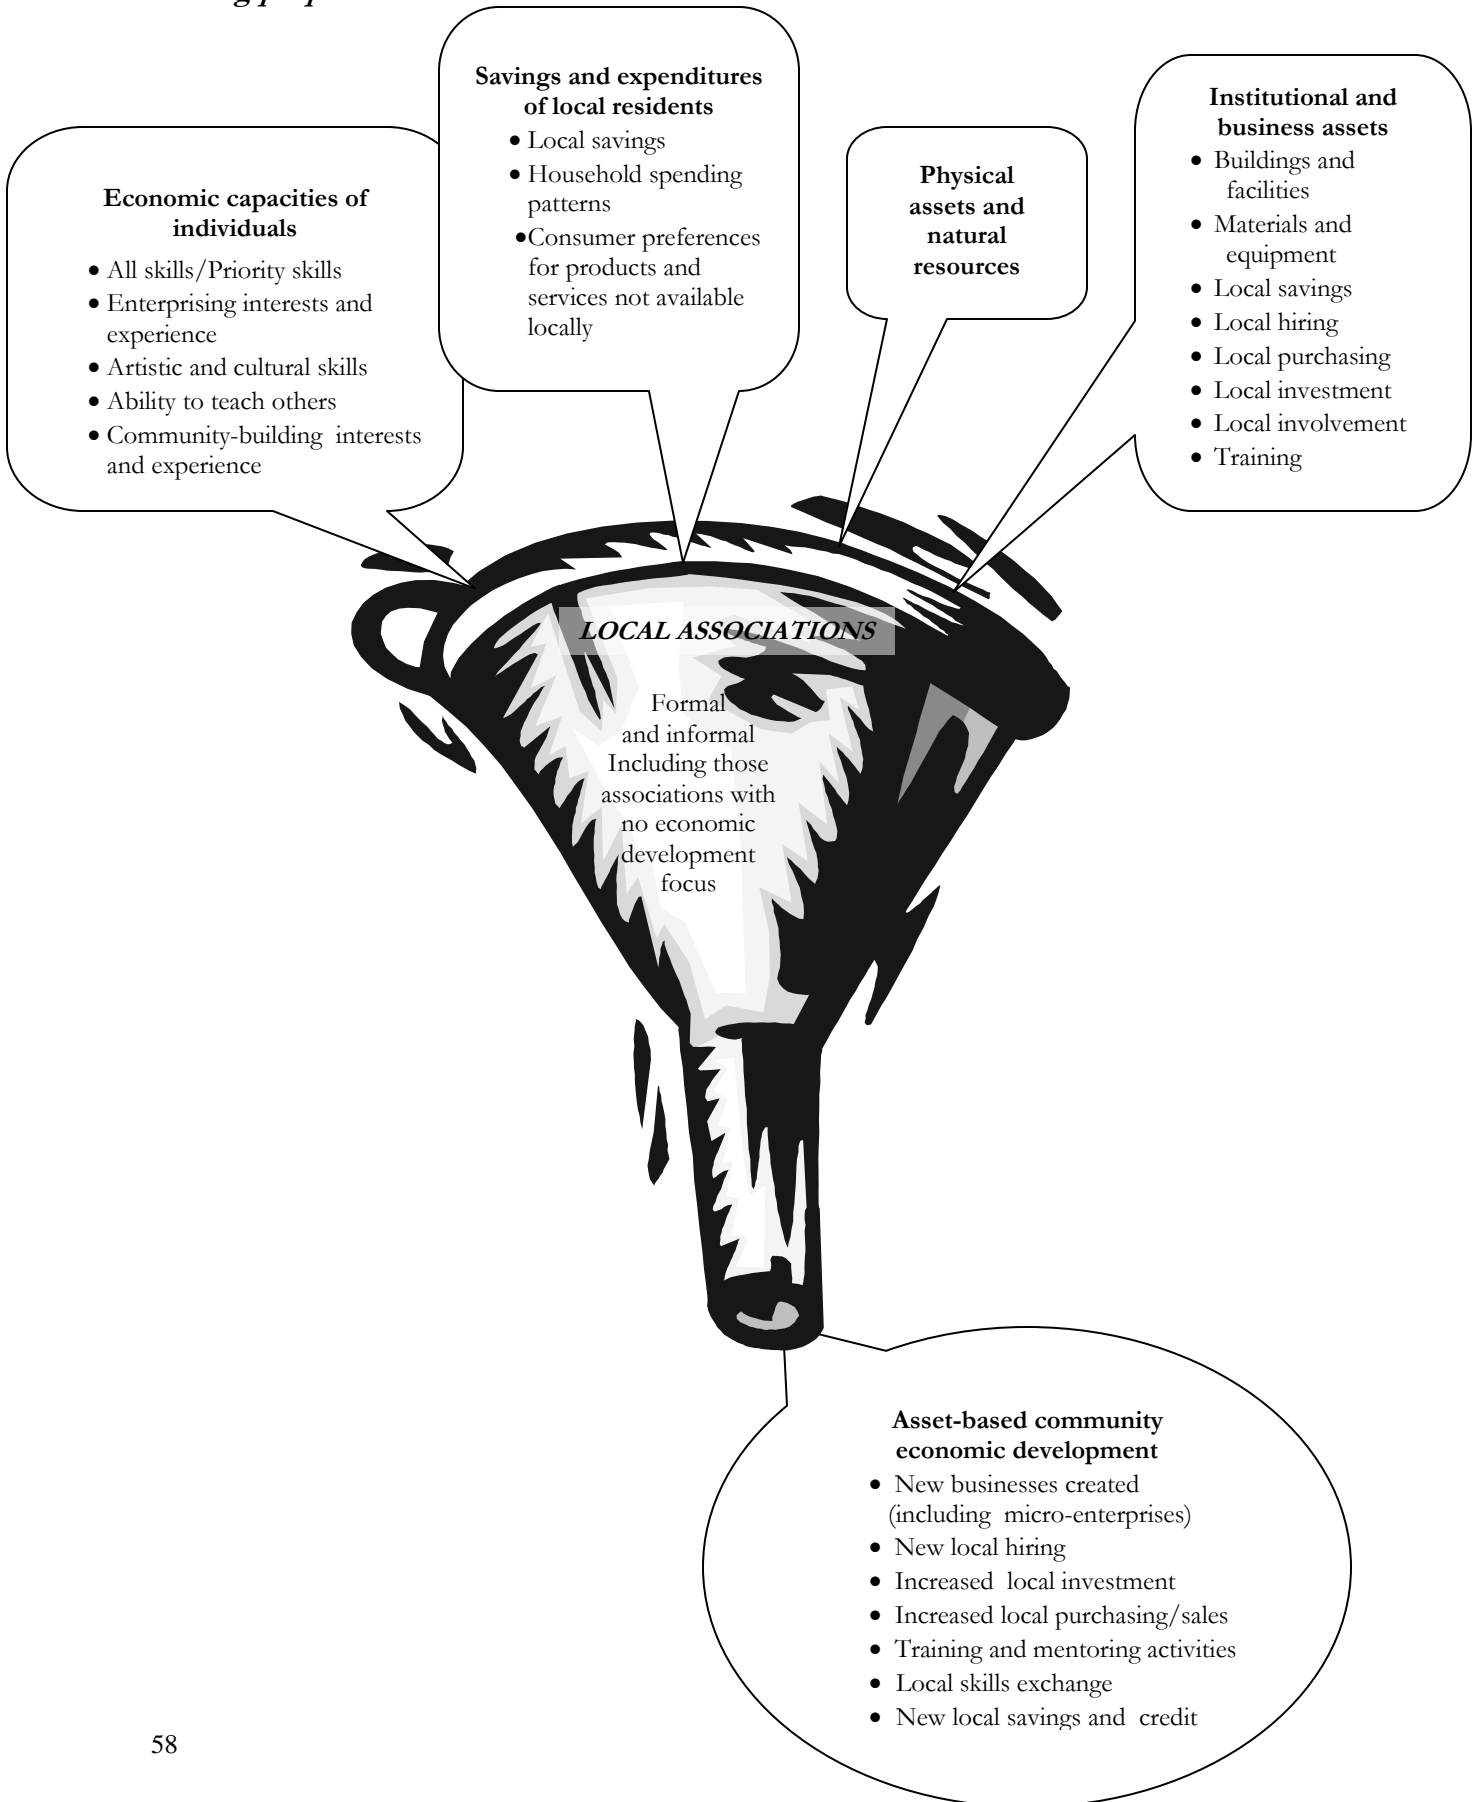 Economic capacities of
individuals
• All skills/Priority skills
• Enterprising interests and
experience
• Artistic and cultural skills
• Ability to teach others
• Community-building interests
and experience
Savings and expenditures
of local residents
• Local savings
• Household spending
patterns
•Consumer preferences
for products and
services not available
locally
Physical
assets and
natural
resources
Institutional and
business assets
• Buildings and
facilities
• Materials and
equipment
• Local savings
• Local hiring
• Local purchasing
• Local investment
• Local involvement
• Training
LOCAL ASSOCIATIONS
Formal
and informal
Including those
associations with
no economic
development
focus
Asset-based community
economic development
• New businesses created
(including micro-enterprises)
• New local hiring
• Increased local investment
• Increased local purchasing/sales
• Training and mentoring activities
• Local skills exchange
• New local savings and credit
58